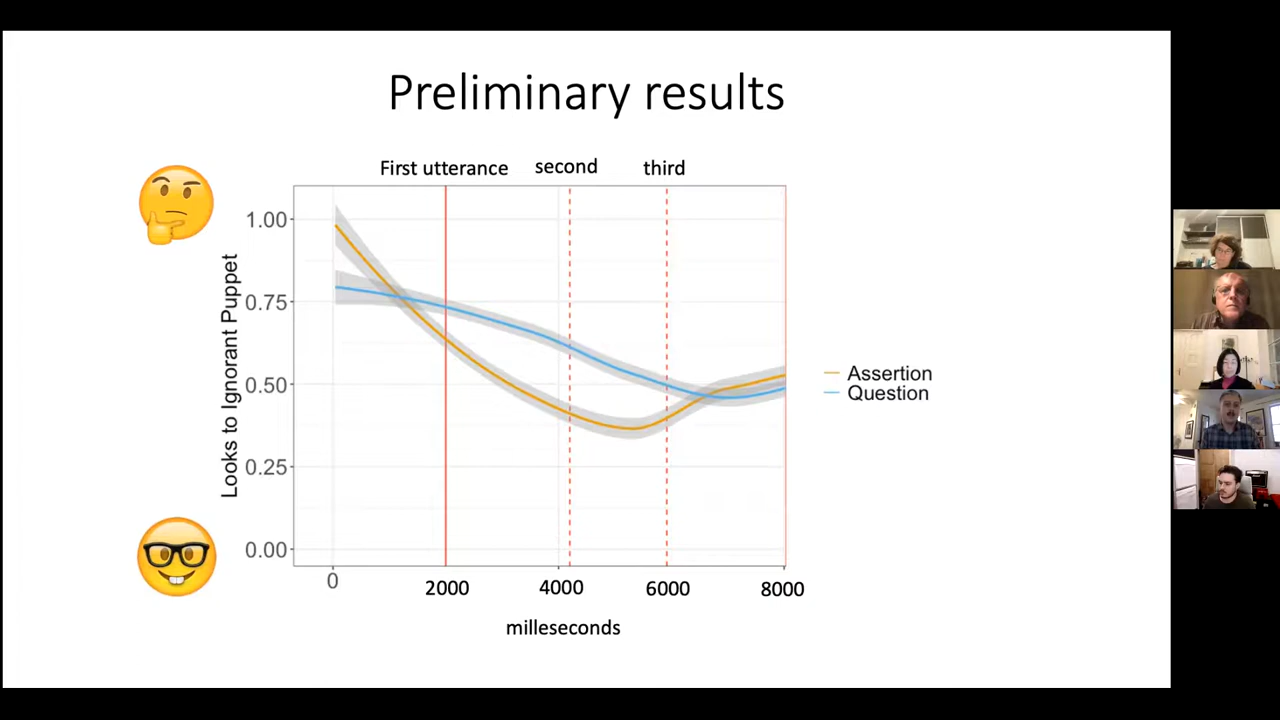 Preliminary results
First utterance
second
third
1.00
0.75
0.50
0.25
0.00
Looks to Ignorant Puppet
0
2000
4000
6000
8000
milleseconds
Assertion
Question